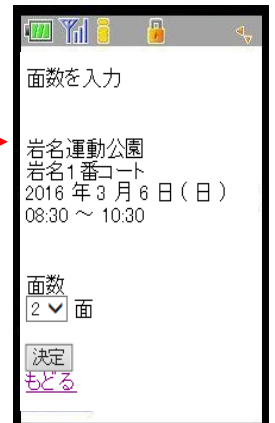 面数を入力
岩名運動公園
岩名1番コート
2016 年 3 月 6 日 ( 日 )
08:30 ～ 10:30
面数
2 面
決定
もどる